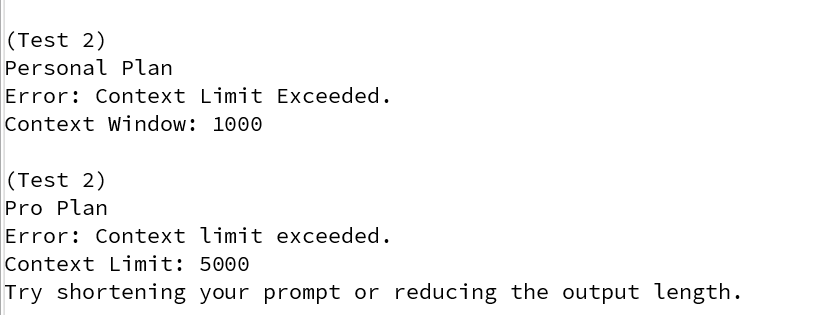 (Test 2)
Personal Plan
Error: Context Limit Exceeded.
Context Window: 1000
(Test 2)
Pro Plan
Error: Context limit exceeded.
Context Limit: 5000
Try shortening your prompt or reducing the output length.